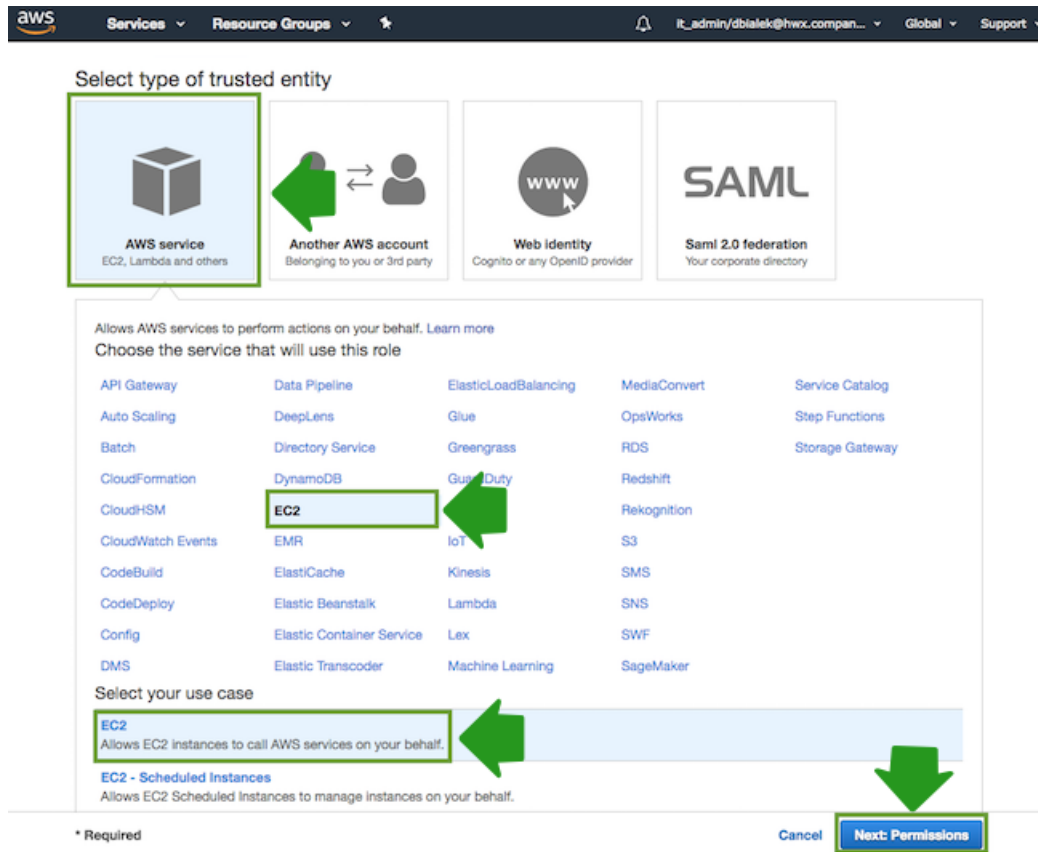 aws Services Resource Groups it_admin/dbialek@hwx.compan... Global Support
Select type of trusted entity
AWS service Another AWS account Web identity Saml 2.0 federation
EC2, Lambda and others Belonging to you or 3rd party Cognito or any OpenID provider Your corporate directory
www
SAML
Allows AWS services to perform actions on your behalf. Learn more
Choose the service that will use this role
API Gateway Data Pipeline ElasticLoadBalancing MediaConvert Service Catalog
Auto Scaling DeepLens Glue OpsWorks Step Functions
Batch Directory Service Greengrass RDS Storage Gateway
CloudFormation DynamoDB GuardDuty Redshift
CloudHSM EC2 Rekognition
CloudWatch Events EMR IoT S3
CodeBuild ElastiCache Kinesis SMS
CodeDeploy Elastic Beanstalk Lambda SNS
Config Elastic Container Service Lex SWF
DMS Elastic Transcoder Machine Learning SageMaker
Select your use case
EC2
Allows EC2 instances to call AWS services on your behalf.
EC2 - Scheduled Instances
Allows EC2 Scheduled Instances to manage instances on your behalf.
* Required Cancel Next: Permissions